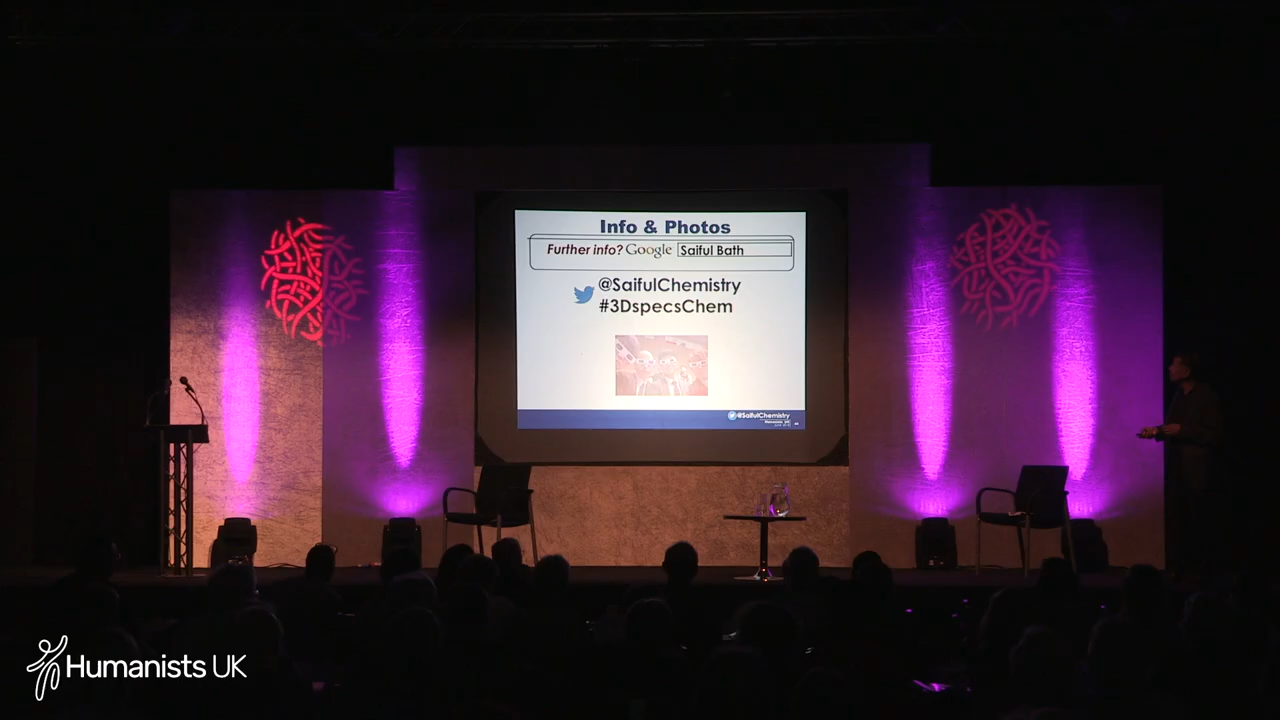 Info & Photos
Further info? Google Saiful Bath
@SaifulChemistry
#3DspecsChem
@SaifulChemistry
Humanists UK